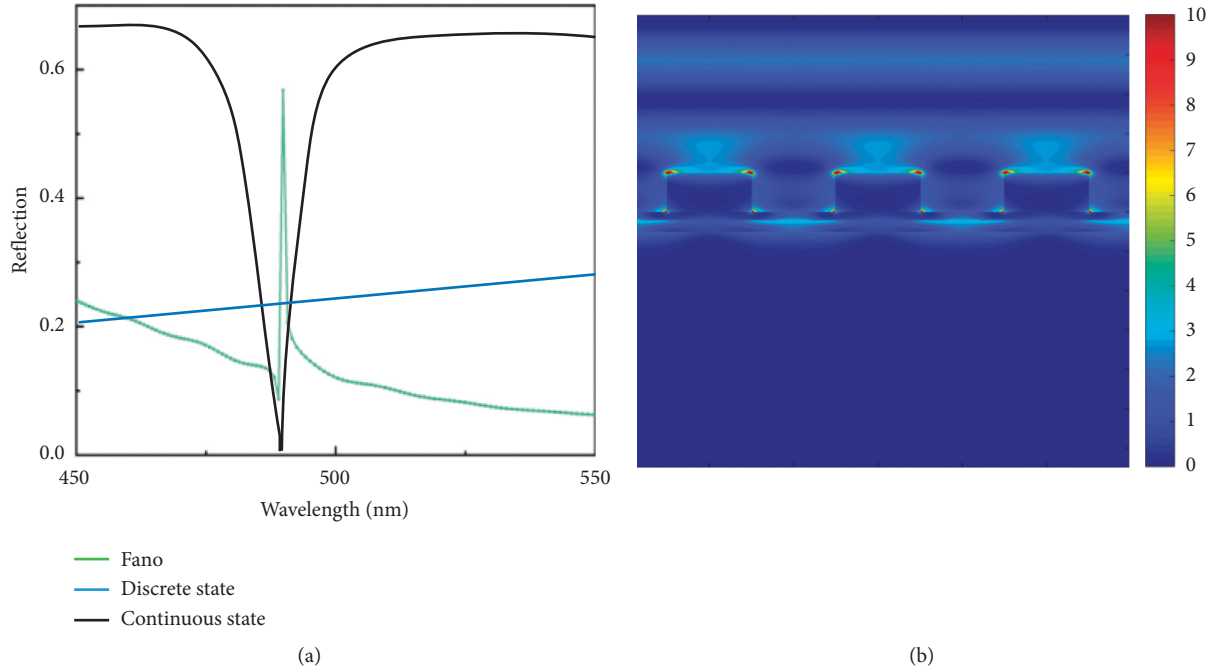 0.6
0.4
0.2
0.0
Reflection
450
500
550
Wavelength (nm)
Fano
Discrete state
Continuous state
(a)
10
9
8
7
6
5
4
3
2
1
0
(b)